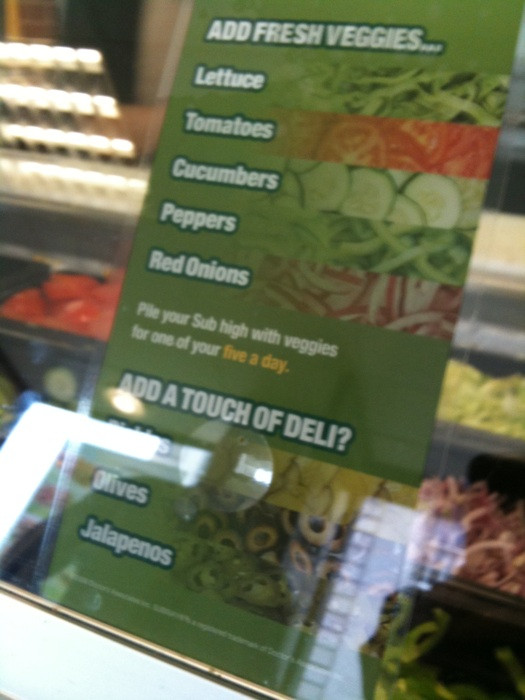 ADD FRESH VEGGIES...
Lettuce
Tomatoes
Cucumbers
Peppers
Red Onions
Pile your Sub high with veggies
for one of your five a day.
ADD A TOUCH OF DELI?
Olives
Jalapenos